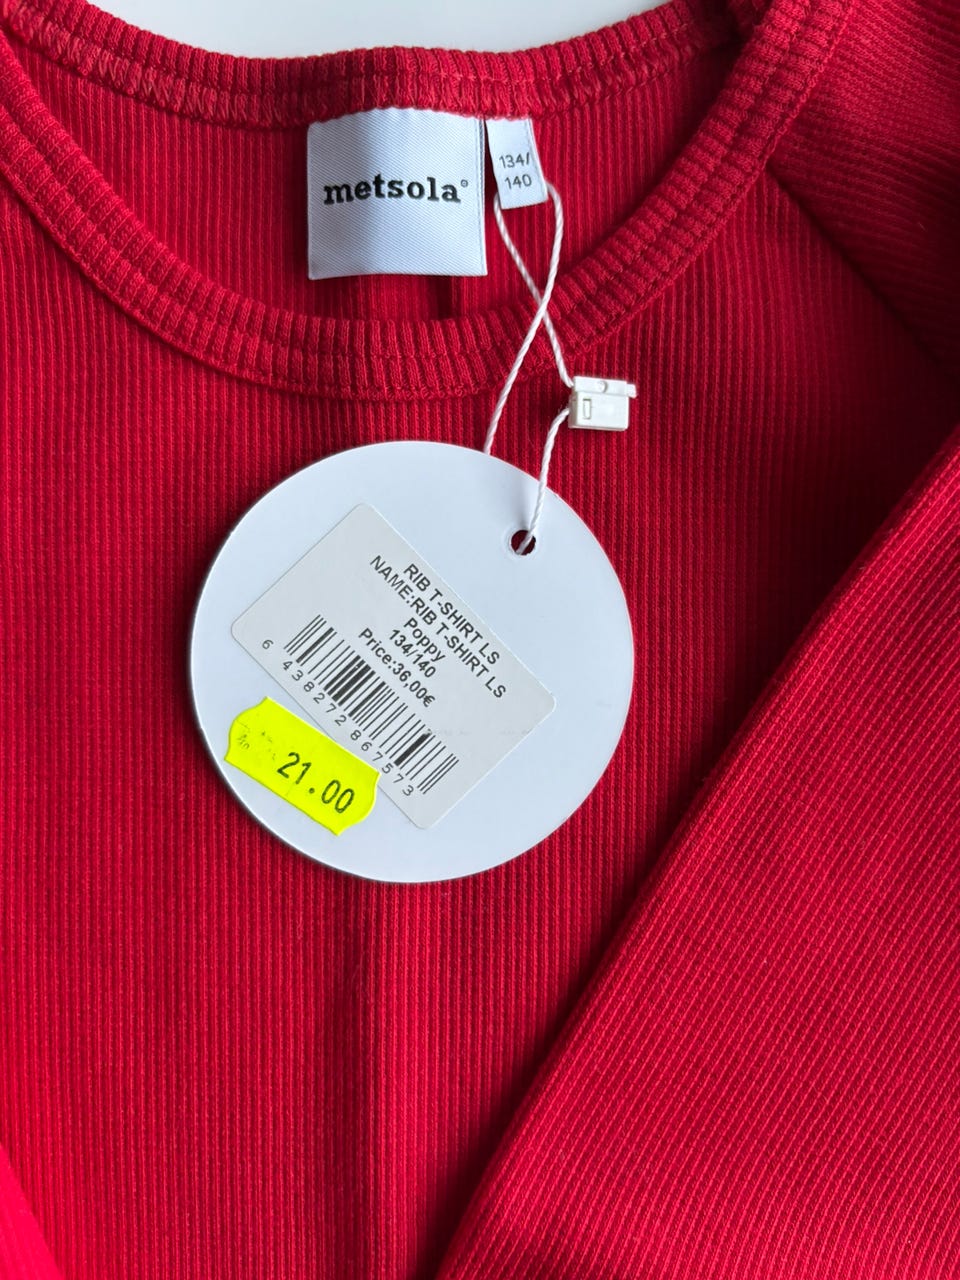 metsola®
134/
140
RIB T-SHIRT LS
NAME:RIB T-SHIRT LS
Poppy
134/140
Price:36,00€
6 438272 867573
21.00